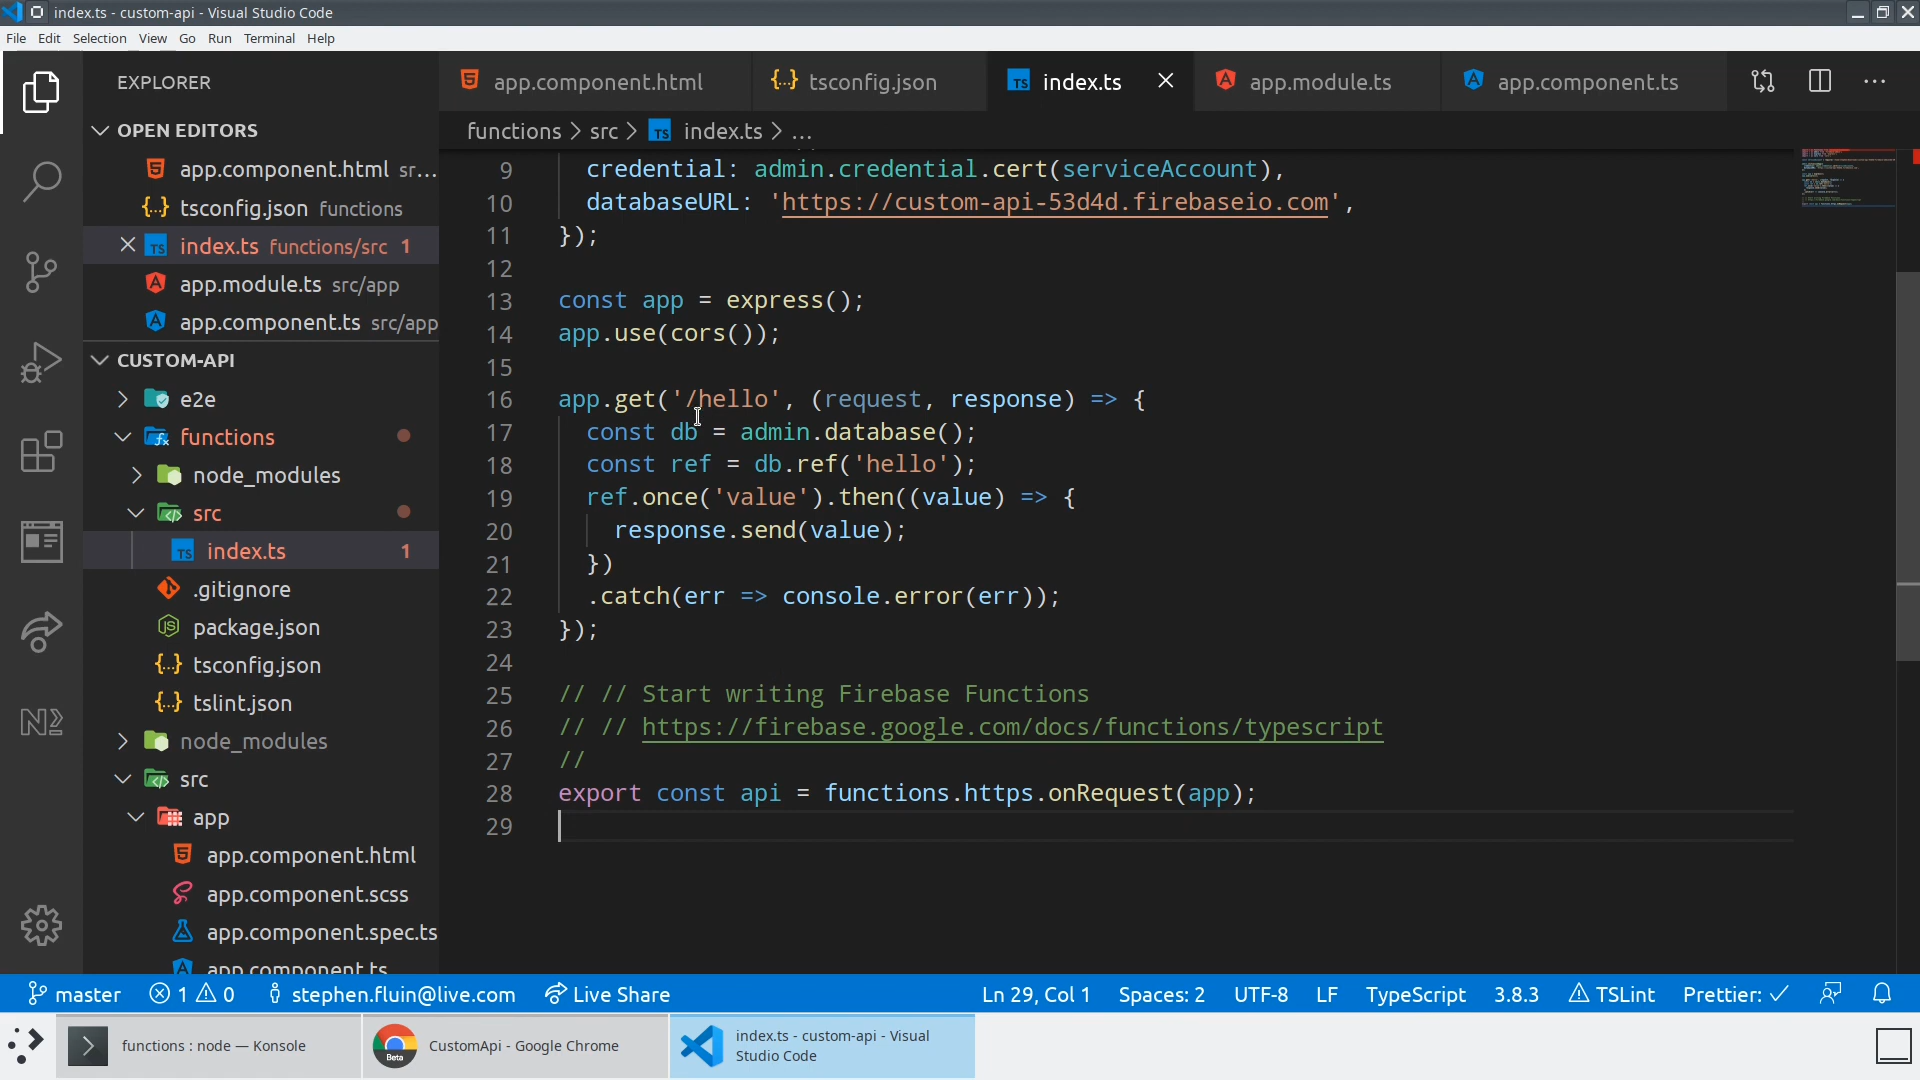 index.ts - custom-api - Visual Studio Code
File Edit Selection View Go Run Terminal Help
EXPLORER
OPEN EDITORS
app.component.html sr...
tsconfig.json functions
index.ts functions/src 1
app.module.ts src/app
app.component.ts src/app
CUSTOM-API
e2e
functions
node_modules
src
index.ts 1
.gitignore
package.json
tsconfig.json
tslint.json
node_modules
src
app
app.component.html
app.component.scss
app.component.spec.ts
app.component.ts
app.component.html tsconfig.json index.ts app.module.ts app.component.ts
functions > src > index.ts > ...
9 credential: admin.credential.cert(serviceAccount),
10 databaseURL: 'https://custom-api-53d4d.firebaseio.com',
11 });
12
13 const app = express();
14 app.use(cors());
15
16 app.get('/hello', (request, response) => {
17 const db = admin.database();
18 const ref = db.ref('hello');
19 ref.once('value').then((value) => {
20 response.send(value);
21 })
22 .catch(err => console.error(err));
23 });
24
25 // // Start writing Firebase Functions
26 // // https://firebase.google.com/docs/functions/typescript
27 //
28 export const api = functions.https.onRequest(app);
29
master 1 0 stephen.fluin@live.com Live Share Ln 29, Col 1 Spaces: 2 UTF-8 LF TypeScript 3.8.3 TSLint Prettier: ✓
functions : node — Konsole
Beta
CustomApi - Google Chrome
index.ts - custom-api - Visual
Studio Code